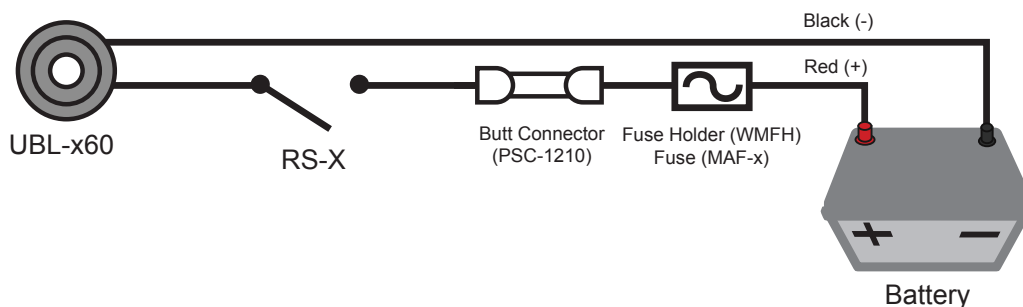 Black (-)
Red (+)
UBL-x60
RS-X
Butt Connector
(PSC-1210)
Fuse Holder (WMFH)
Fuse (MAF-x)
Battery